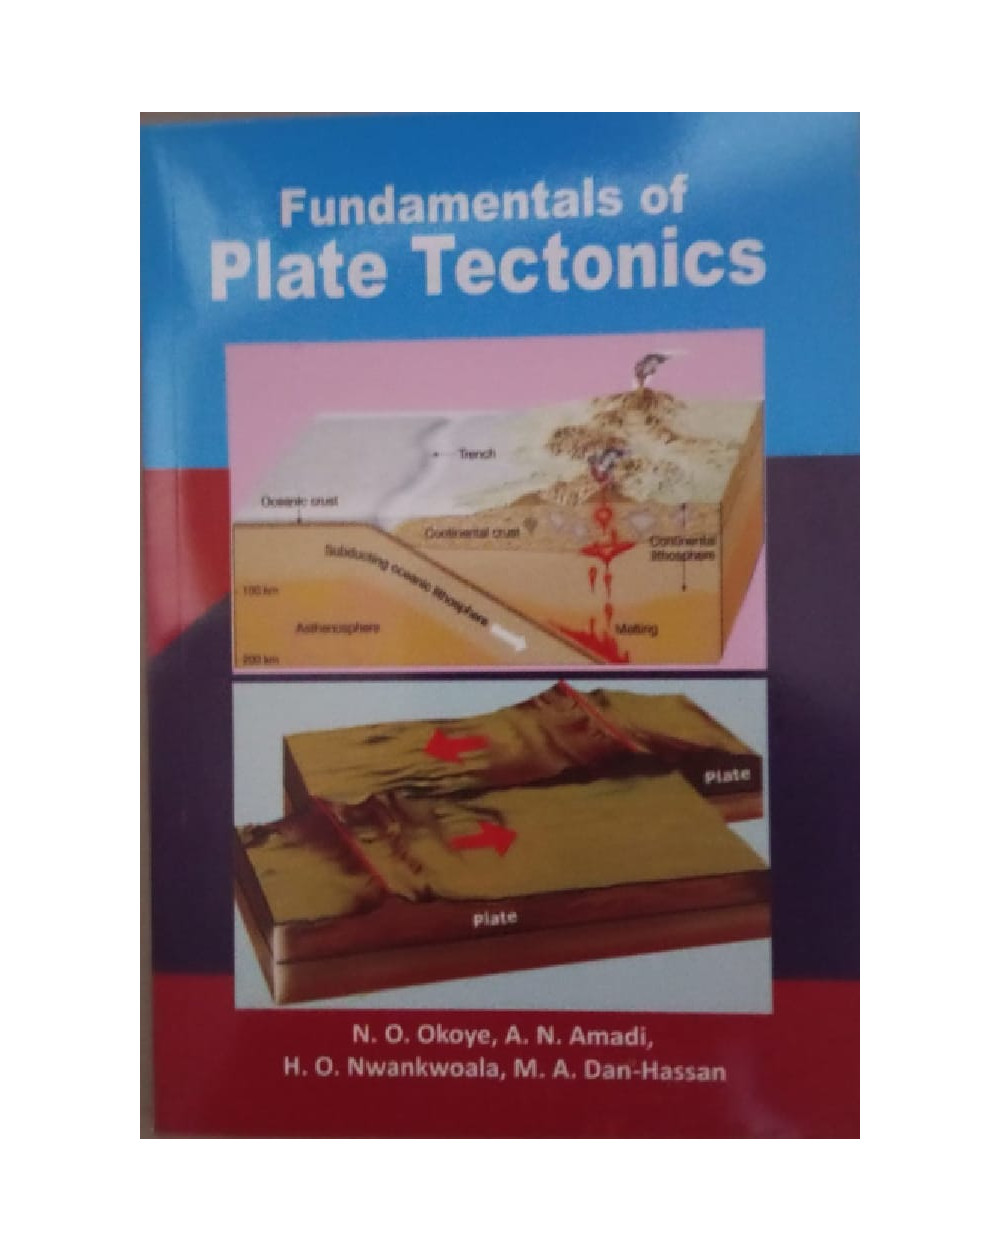 Fundamentals of
Plate Tectonics
Trench
Oceanic crust
Continental crust
Continental
lithosphere
Subducting oceanic lithosphere
100 km
Asthenosphere
Melting
200 km
Plate
Plate
N. O. Okoye, A. N. Amadi,
H. O. Nwankwoala, M. A. Dan-Hassan